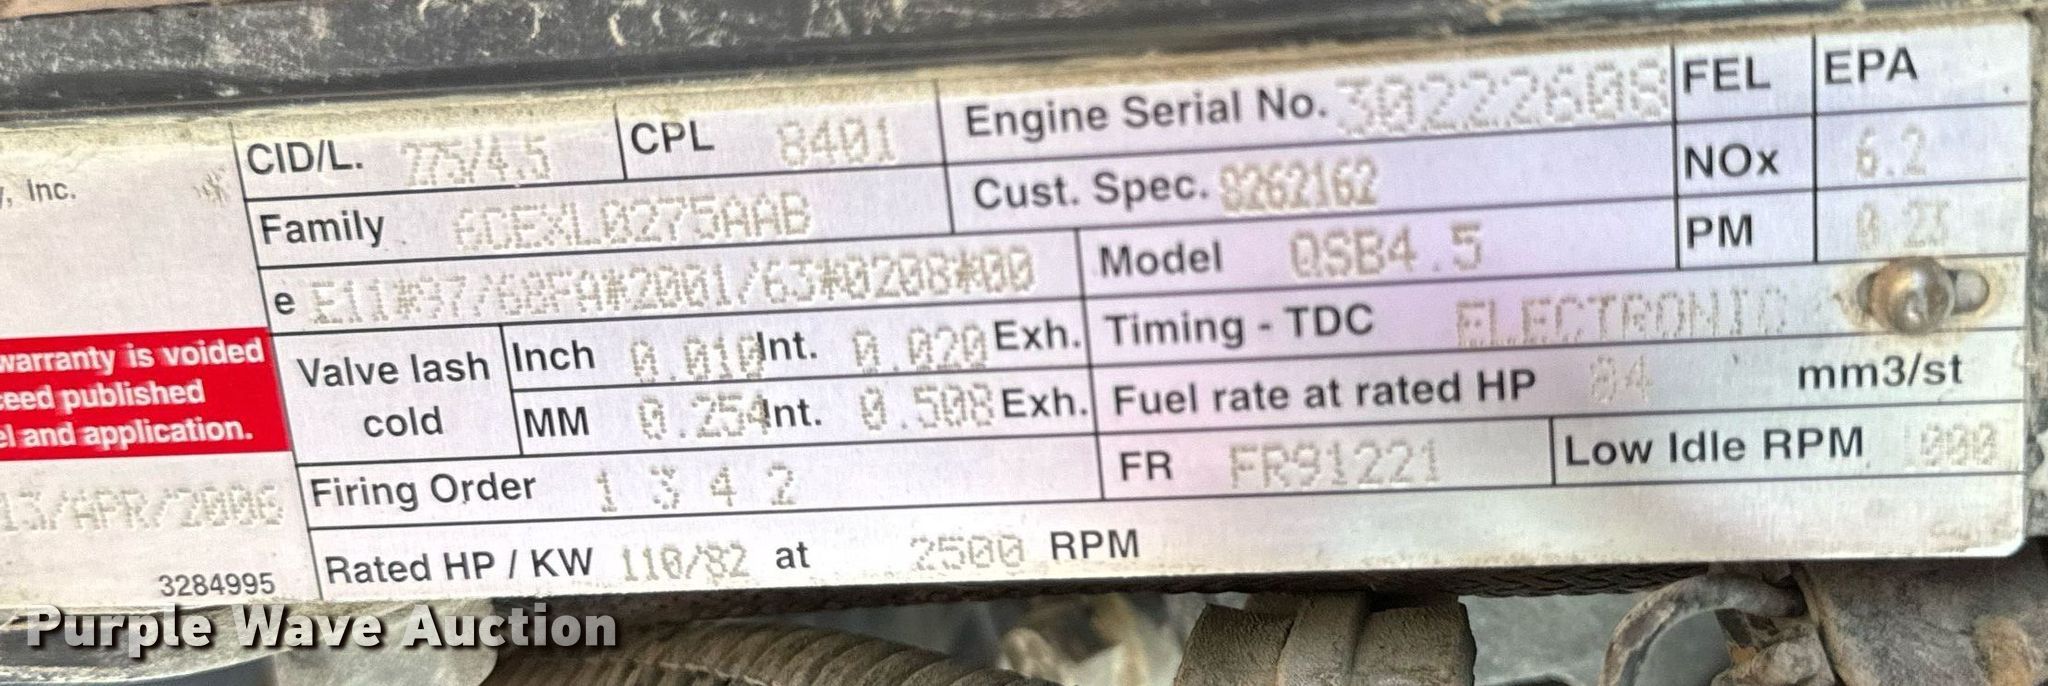 CID/L. 275/4.5 CPL 8401 Engine Serial No. 30222608 FEL EPA
y, Inc. Family 6CEXL0275AAB Cust. Spec. 8262162 NOx 6.2
e E11#97/68FA#2001/63#0208#00 Model QSB4.5 PM 0.23
warranty is voided
ceed published
el and application.
Valve lash cold
Inch 0.010 Int. 0.020 Exh. Timing - TDC ELECTRONIC
MM 0.254 Int. 0.508 Exh. Fuel rate at rated HP 84 mm3/st
13/APR/2006 Firing Order 1 3 4 2 FR FR91221 Low Idle RPM 1000
3284995 Rated HP / KW 110/82 at 2500 RPM
Purple Wave Auction